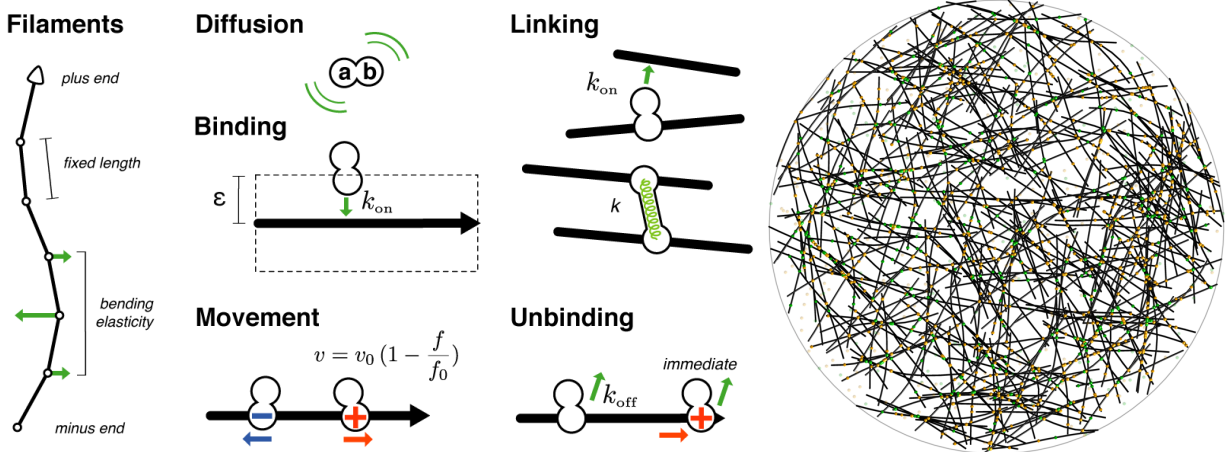 Filaments
plus end
fixed length
bending
elasticity
minus end
Diffusion
a b
Binding
ε
k_on
Movement
v = v_0 (1 - \frac{f}{f_0})
−
+
Linking
k_on
k
Unbinding
immediate
k_off
+